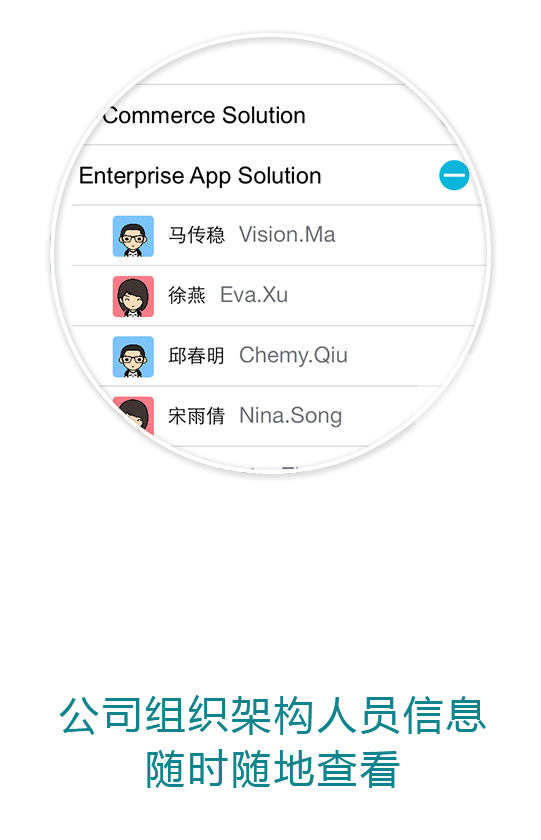 Commerce Solution
Enterprise App Solution
马传稳 Vision.Ma
徐燕 Eva.Xu
邱春明 Chemy.Qiu
宋雨倩 Nina.Song
公司组织架构人员信息
随时随地查看